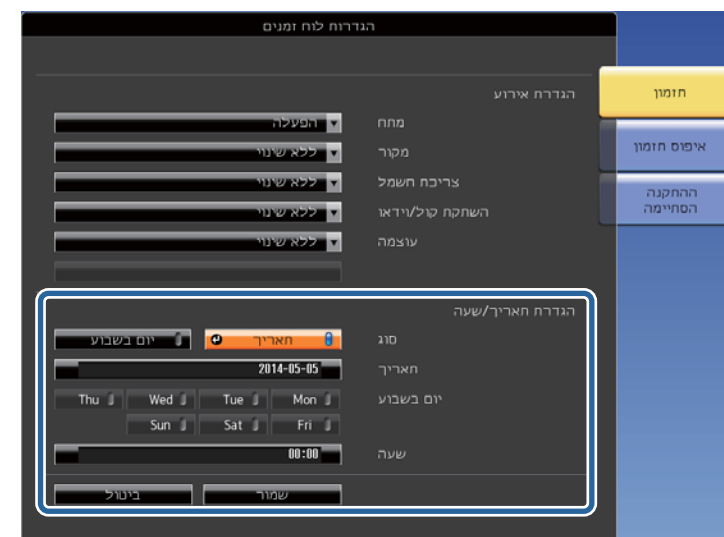 הגדרות לוח זמנים
הגדרת אירוע
מתח הפעלה
מקור ללא שינוי
צריכת חשמל ללא שינוי
השתקת קול/וידאו ללא שינוי
עוצמה ללא שינוי
הגדרת תאריך/שעה
סוג תאריך יום בשבוע
תאריך 2014-05-05
יום בשבוע Mon Tue Wed Thu
Fri Sat Sun
שעה 00:00
שמור ביטול
תזמון
איפוס תזמון
ההתקנה
הסתיימה